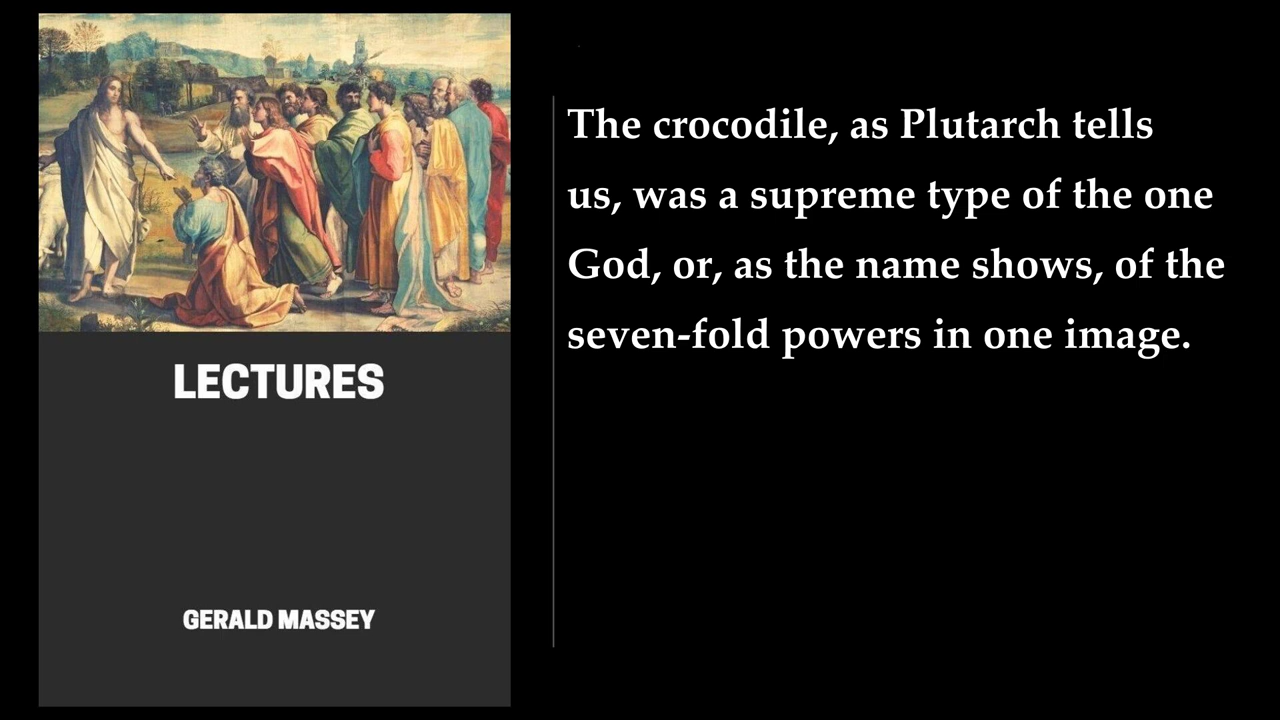 LECTURES
GERALD MASSEY
The crocodile, as Plutarch tells
us, was a supreme type of the one
God, or, as the name shows, of the
seven-fold powers in one image.